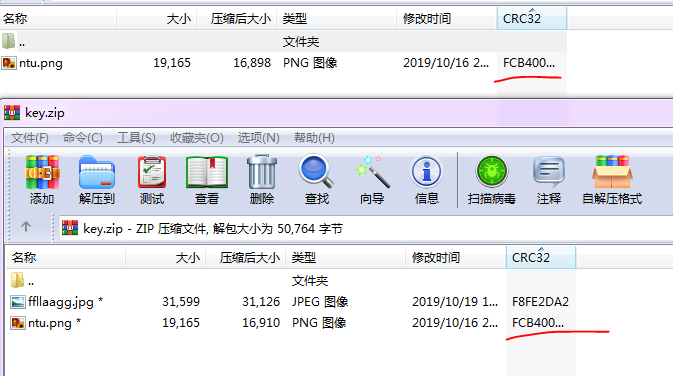 名称 大小 压缩后大小 类型 修改时间 CRC32
.. 文件夹
ntu.png 19,165 16,898 PNG 图像 2019/10/16 2... FCB400...
key.zip
文件(F) 命令(C) 工具(S) 收藏夹(O) 选项(N) 帮助(H)
添加 解压到 测试 查看 删除 查找 向导 信息 扫描病毒 注释 自解压格式
key.zip - ZIP 压缩文件, 解包大小为 50,764 字节
名称 大小 压缩后大小 类型 修改时间 CRC32
.. 文件夹
ffllaagg.jpg * 31,599 31,126 JPEG 图像 2019/10/19 1... F8FE2DA2
ntu.png * 19,165 16,910 PNG 图像 2019/10/16 2... FCB400...